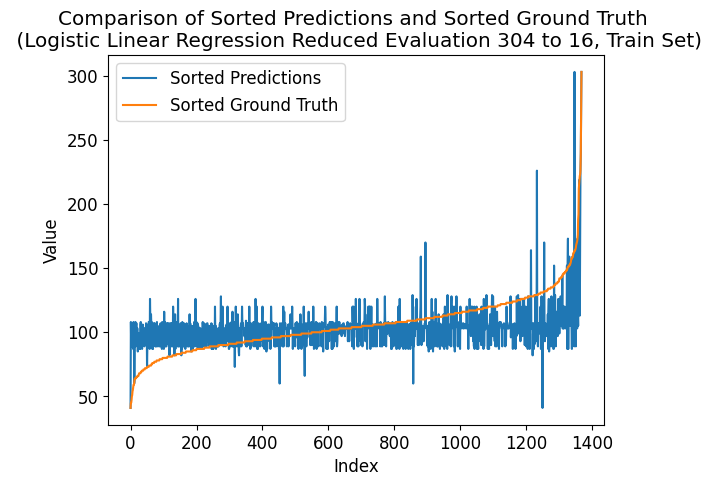 Comparison of Sorted Predictions and Sorted Ground Truth
(Logistic Linear Regression Reduced Evaluation 304 to 16, Train Set)
Sorted Predictions
Sorted Ground Truth
300
250
200
150
100
50
Value
0 200 400 600 800 1000 1200 1400
Index